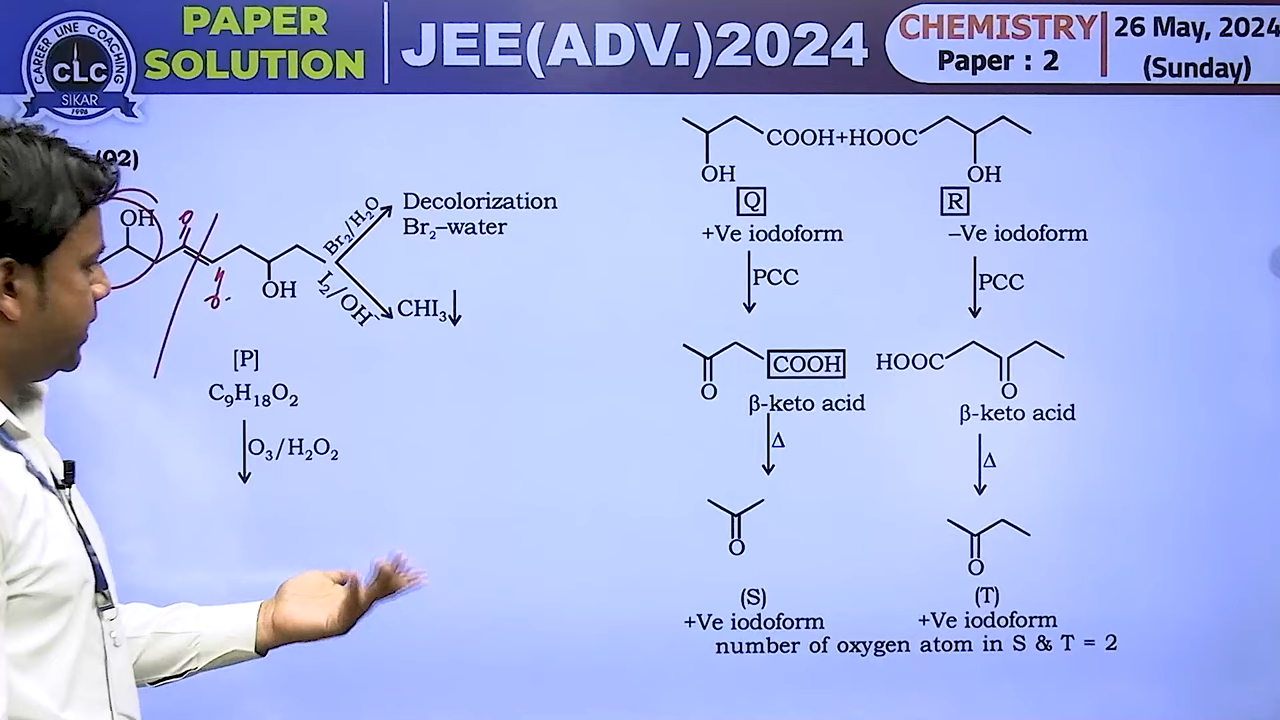 CAREER LINE COACHING
CLC
SIKAR
1996
PAPER
SOLUTION
JEE(ADV.)2024
CHEMISTRY
Paper : 2
26 May, 2024
(Sunday)
OH
OH
Br₂/H₂O
Decolorization
Br₂–water
I₂/OH⁻
CHI₃↓
[P]
C₉H₁₈O₂
O₃/H₂O₂
COOH+HOOC
OH
OH
Q
R
+Ve iodoform
–Ve iodoform
PCC
PCC
COOH
HOOC
O
O
β-keto acid
β-keto acid
Δ
Δ
O
O
(S)
(T)
+Ve iodoform
+Ve iodoform
number of oxygen atom in S & T = 2